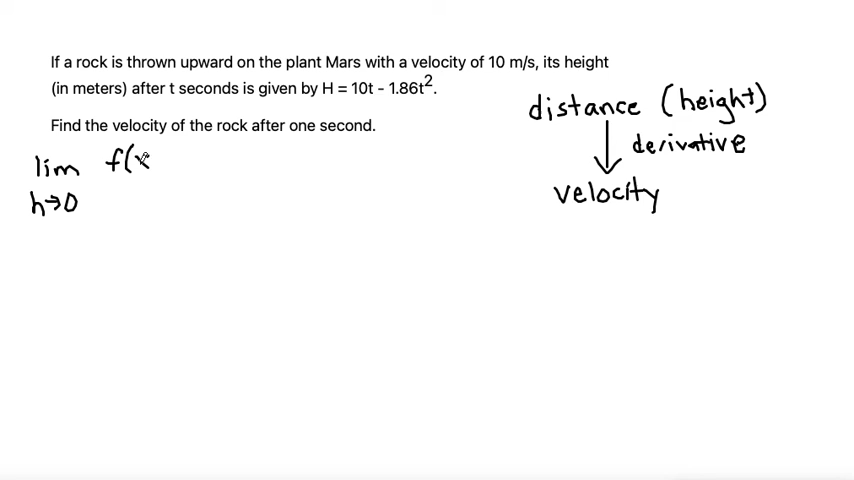 If a rock is thrown upward on the plant Mars with a velocity of 10 m/s, its height
(in meters) after t seconds is given by H = 10t - 1.86t².
Find the velocity of the rock after one second.
distance (height)
derivative
velocity
lim f(x
h→0